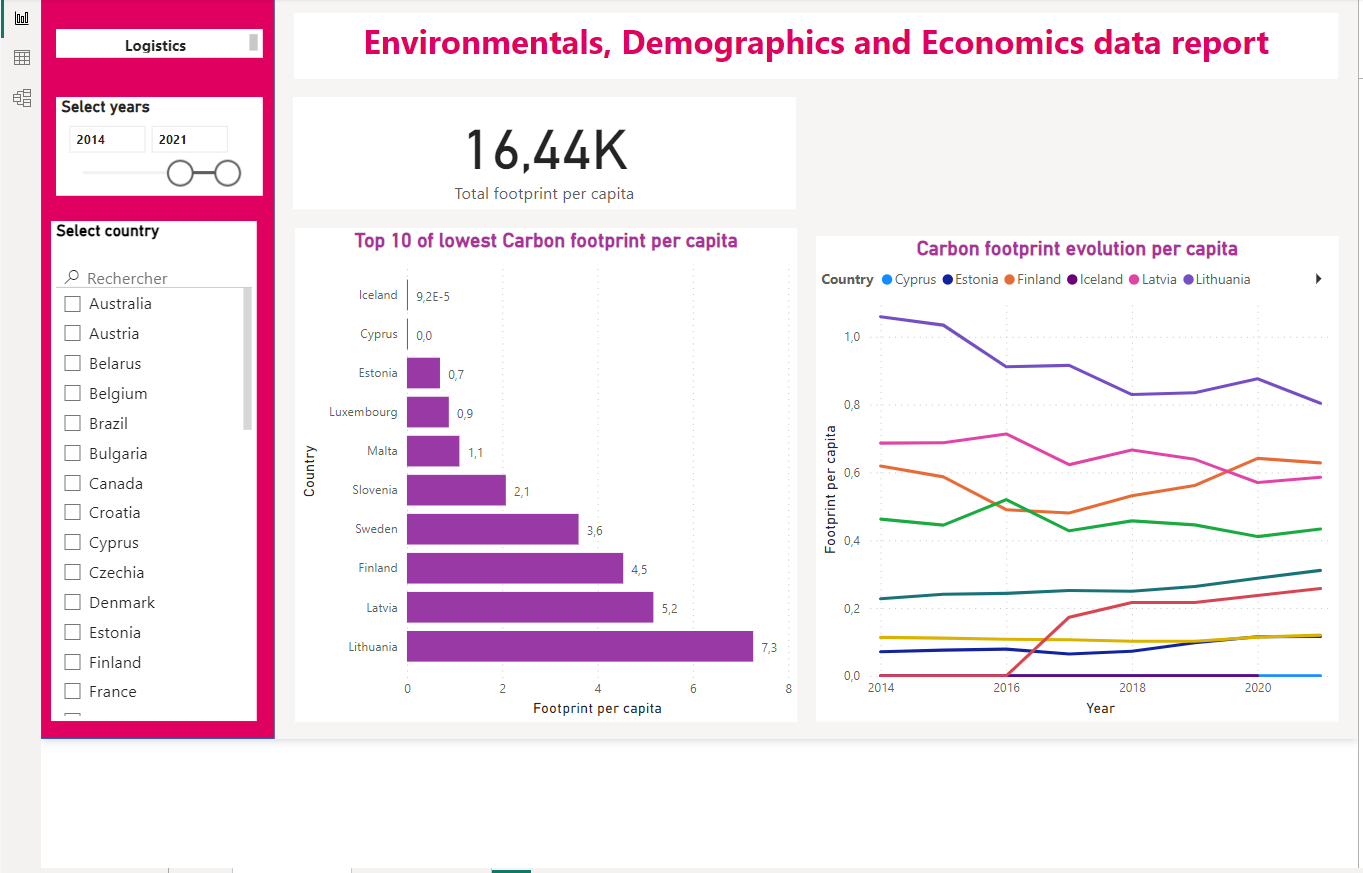 Logistics
Environmentals, Demographics and Economics data report
Select years
2014 2021
16,44K
Total footprint per capita
Select country
Rechercher
Australia
Austria
Belarus
Belgium
Brazil
Bulgaria
Canada
Croatia
Cyprus
Czechia
Denmark
Estonia
Finland
France
Top 10 of lowest Carbon footprint per capita
Country
Iceland 9,2E-5
Cyprus 0,0
Estonia 0,7
Luxembourg 0,9
Malta 1,1
Slovenia 2,1
Sweden 3,6
Finland 4,5
Latvia 5,2
Lithuania 7,3
0 2 4 6 8
Footprint per capita
Carbon footprint evolution per capita
Country Cyprus Estonia Finland Iceland Latvia Lithuania
Footprint per capita
1,0
0,8
0,6
0,4
0,2
0,0
2014 2016 2018 2020
Year